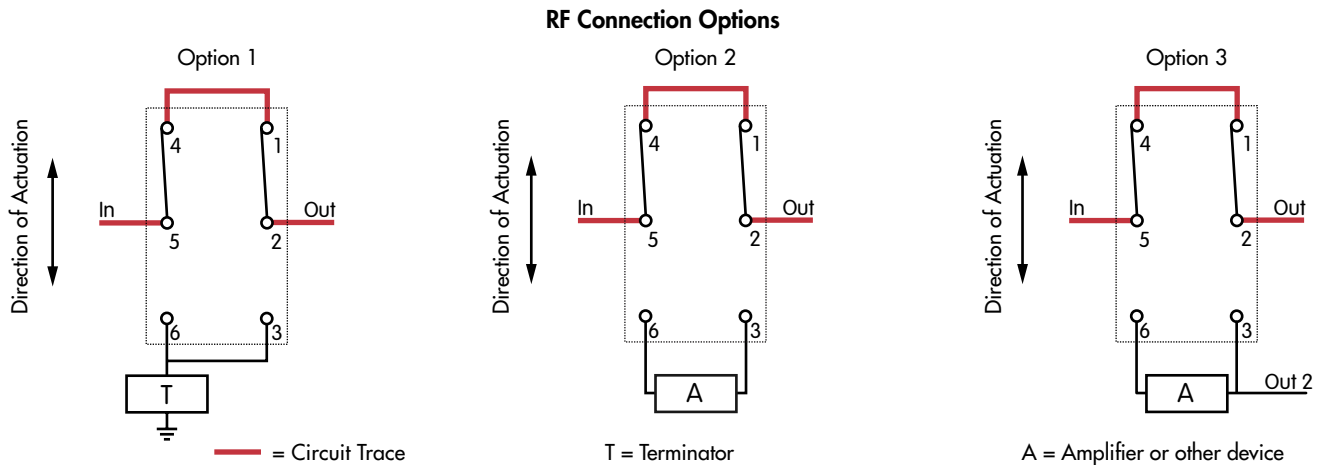 RF Connection Options
Option 1
Direction of Actuation
4
1
In
Out
5
2
6
3
T
Option 2
Direction of Actuation
4
1
In
Out
5
2
6
3
A
Option 3
Direction of Actuation
4
1
In
Out
5
2
6
3
A
Out 2
= Circuit Trace
T = Terminator
A = Amplifier or other device